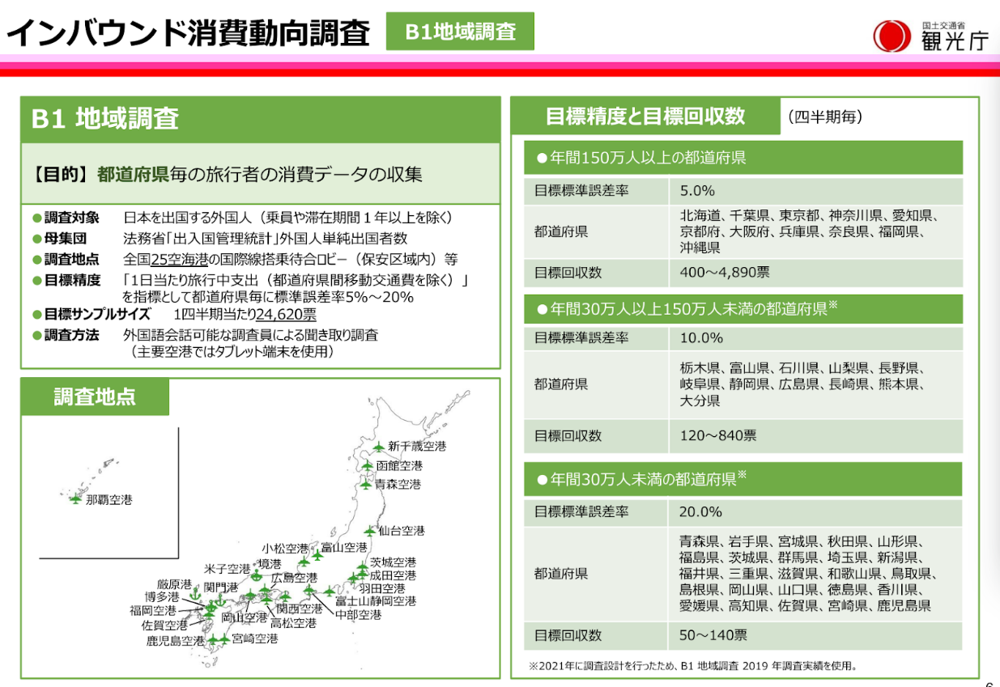 インバウンド消費動向調査
B1地域調査
国土交通省
観光庁
B1 地域調査
【目的】都道府県毎の旅行者の消費データの収集
●調査対象 日本を出国する外国人（乗員や滞在期間１年以上を除く）
●母集団 法務省「出入国管理統計」外国人単純出国者数
●調査地点 全国25空海港の国際線搭乗待合ロビー（保安区域内）等
●目標精度 「1日当たり旅行中支出（都道府県間移動交通費を除く）」
を指標として都道府県毎に標準誤差率5%～20%
●目標サンプルサイズ 1四半期当たり24,620票
●調査方法 外国語会話可能な調査員による聞き取り調査
（主要空港ではタブレット端末を使用）
調査地点
新千歳空港
函館空港
青森空港
那覇空港
仙台空港
小松空港
富山空港
米子空港
境港
茨城空港
成田空港
広島空港
羽田空港
厳原港
関門港
博多港
富士山静岡空港
関西空港
中部空港
福岡空港
岡山空港
高松空港
佐賀空港
鹿児島空港
宮崎空港
目標精度と目標回収数
（四半期毎）
●年間150万人以上の都道府県
目標標準誤差率 5.0%
都道府県
北海道、千葉県、東京都、神奈川県、愛知県、
京都府、大阪府、兵庫県、奈良県、福岡県、
沖縄県
目標回収数 400～4,890票
●年間30万人以上150万人未満の都道府県※
目標標準誤差率 10.0%
都道府県
栃木県、富山県、石川県、山梨県、長野県、
岐阜県、静岡県、広島県、長崎県、熊本県、
大分県
目標回収数 120～840票
●年間30万人未満の都道府県※
目標標準誤差率 20.0%
都道府県
青森県、岩手県、宮城県、秋田県、山形県、
福島県、茨城県、群馬県、埼玉県、新潟県、
福井県、三重県、滋賀県、和歌山県、鳥取県、
島根県、岡山県、山口県、徳島県、香川県、
愛媛県、高知県、佐賀県、宮崎県、鹿児島県
目標回収数 50～140票
※2021年に調査設計を行ったため、B1 地域調査 2019 年調査実績を使用。
6